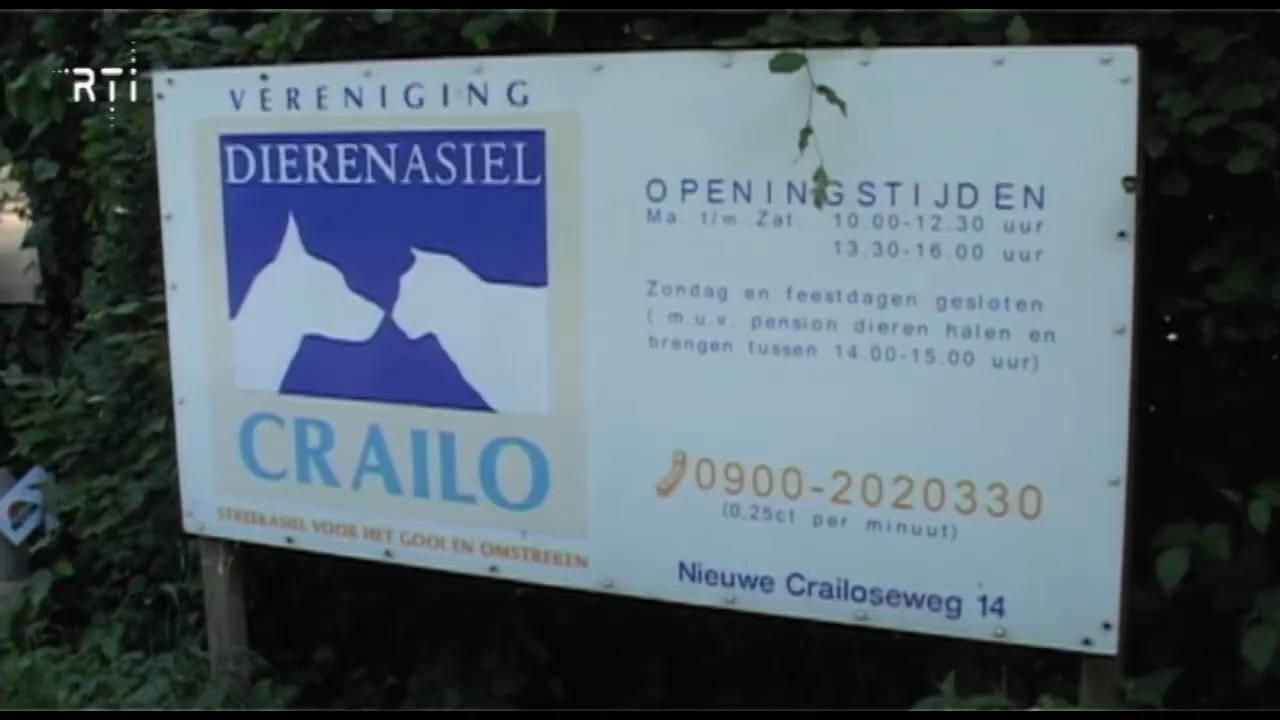 RTi
VERENIGING
DIERENASIEL
CRAILO
STREEKASIEL VOOR HET GOOI EN OMSTREKEN
OPENINGSTIJDEN
Ma. t/m Zat. 10.00-12.30 uur
13.30-16.00 uur
Zondag en feestdagen gesloten
( m.u.v. pension dieren halen en
brengen tussen 14.00-15.00 uur)
0900-2020330
(0,25ct per minuut)
Nieuwe Crailoseweg 14